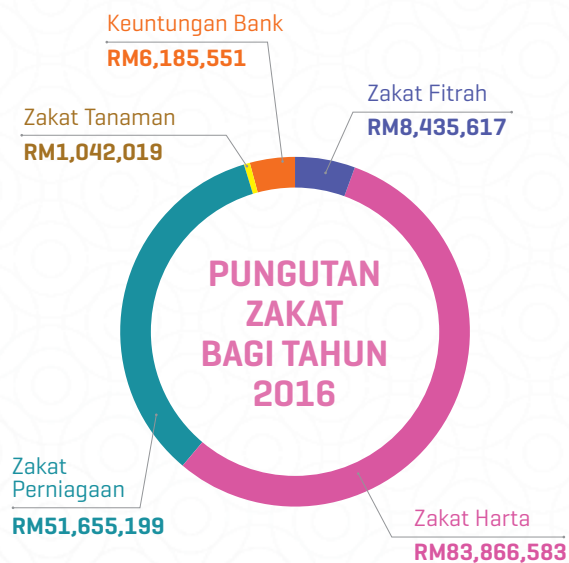 Keuntungan Bank
RM6,185,551
Zakat Fitrah
RM8,435,617
Zakat Tanaman
RM1,042,019
PUNGUTAN
ZAKAT
BAGI TAHUN
2016
Zakat
Perniagaan
RM51,655,199
Zakat Harta
RM83,866,583